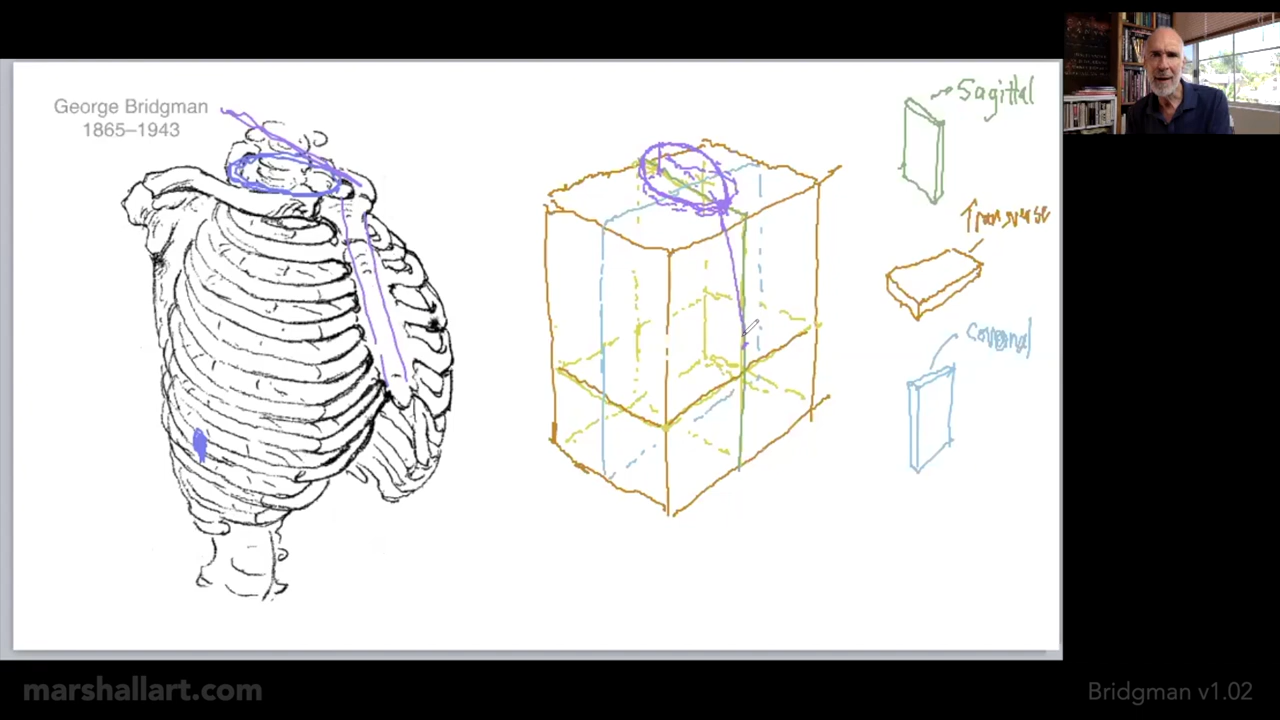 George Bridgman
1865–1943
Sagittal
Transverse
Coronal
marshallart.com
Bridgman v1.02